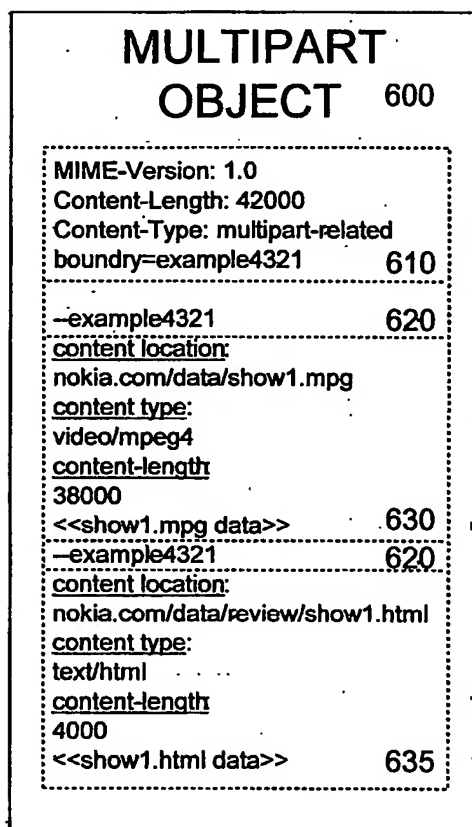 MULTIPART
OBJECT 600
MIME-Version: 1.0
Content-Length: 42000
Content-Type: multipart-related
boundry=example4321 610
--example4321 620
content location:
nokia.com/data/show1.mpg
content type:
video/mpeg4
content-length
38000
<<show1.mpg data>> 630
--example4321 620
content location:
nokia.com/data/review/show1.html
content type:
text/html
content-length
4000
<<show1.html data>> 635